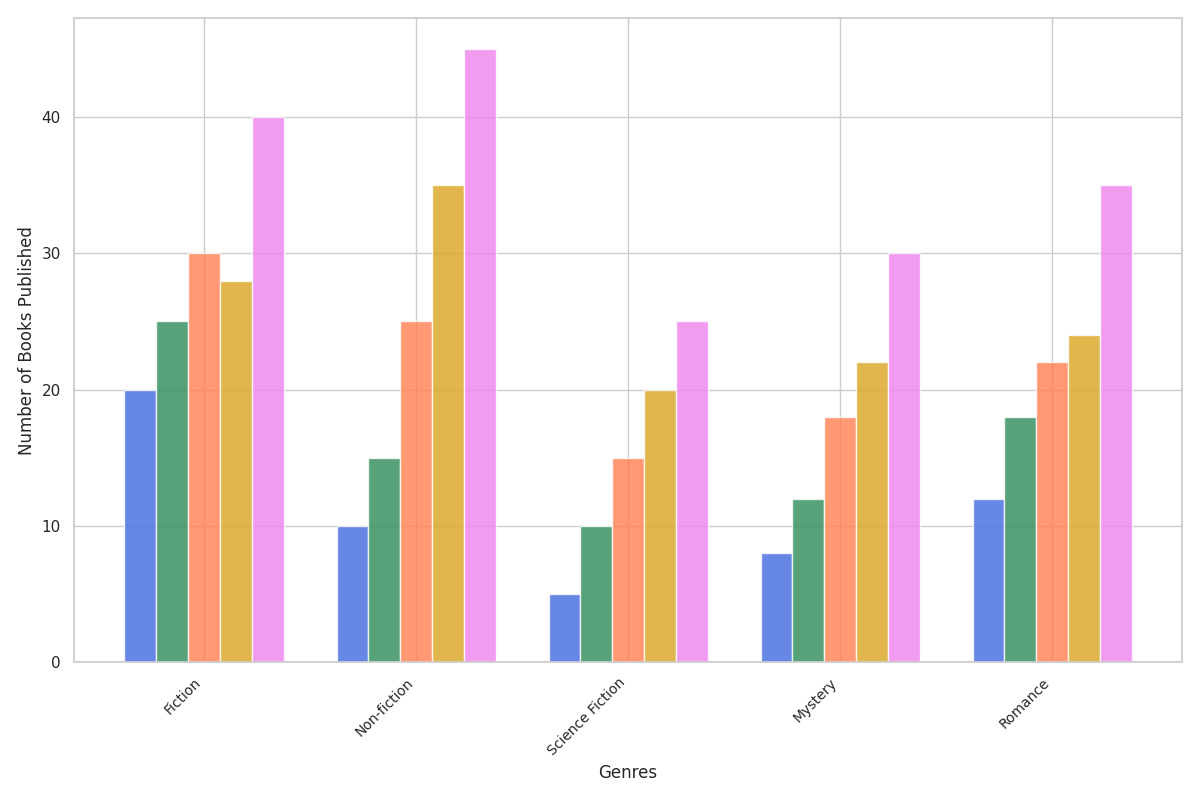 Number of Books Published
40
30
20
10
0
Fiction
Non-fiction
Science Fiction
Mystery
Romance
Genres